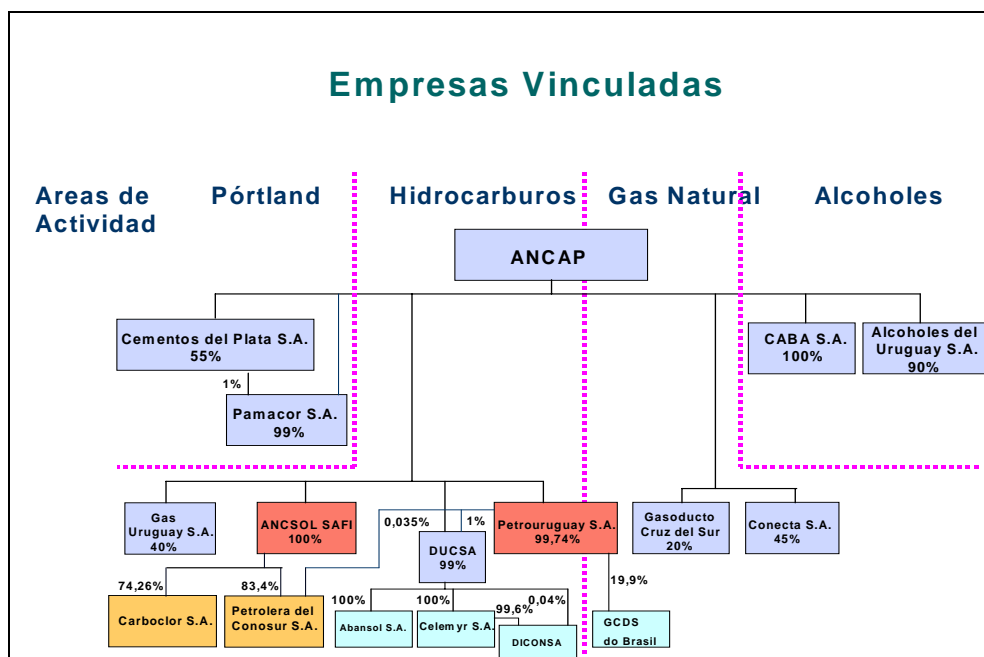 Empresas Vinculadas
Areas de
Actividad
Pórtland
Hidrocarburos
Gas Natural
Alcoholes
ANCAP
Cementos del Plata S.A.
55%
CABA S.A.
100%
Alcoholes del
Uruguay S.A.
90%
1%
Pamacor S.A.
99%
Gas
Uruguay S.A.
40%
ANCSOL SAFI
100%
0,035%
1%
DUCSA
99%
Petrouruguay S.A.
99,74%
Gasoducto
Cruz del Sur
20%
Conecta S.A.
45%
74,26%
83,4%
100%
100%
99,6%
0,04%
19,9%
Carboclor S.A.
Petrolera del
Conosur S.A.
Abansol S.A.
Celemyr S.A.
DICONSA
GCDS
do Brasil